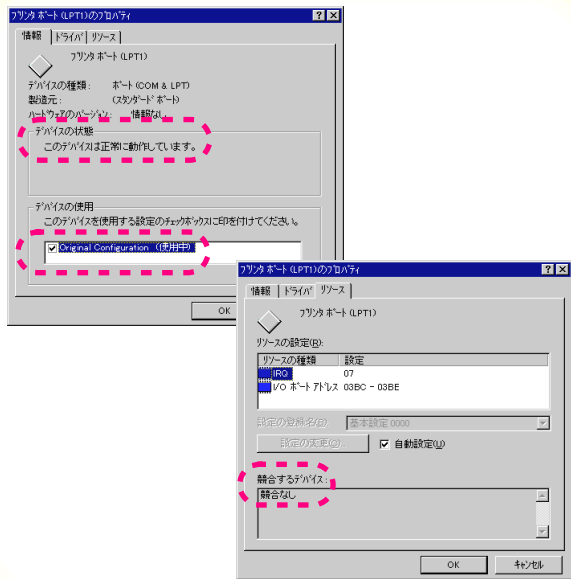 プリンタ ポート (LPT1)のプロパティ
情報 ドライバ リソース
プリンタ ポート (LPT1)
デバイスの種類: ポート (COM & LPT)
製造元: (スタンダード ポート)
ハードウェアのバージョン: 情報なし
デバイスの状態
このデバイスは正常に動作しています。
デバイスの使用
このデバイスを使用する設定のチェックボックスに印を付けてください。
Original Configuration (使用中)
OK
プリンタ ポート (LPT1)のプロパティ
情報 ドライバ リソース
プリンタ ポート (LPT1)
リソースの設定(R):
リソースの種類 設定
IRQ 07
I/O ポート アドレス 03BC - 03BE
設定の登録名(B): 基本設定 0000
設定の変更(C)... 自動設定(U)
競合するデバイス:
競合なし
OK キャンセル